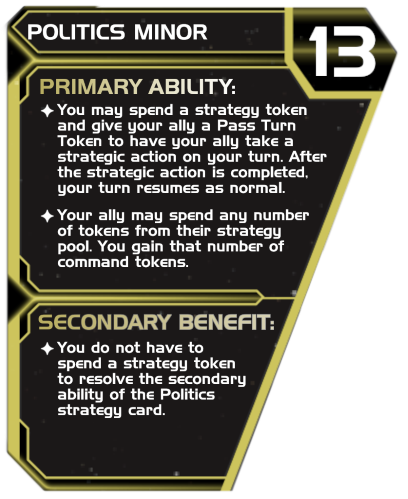 POLITICS MINOR
13
PRIMARY ABILITY:
✦ You may spend a strategy token
and give your ally a Pass Turn
Token to have your ally take a
strategic action on your turn. After
the strategic action is completed,
your turn resumes as normal.
✦ Your ally may spend any number
of tokens from their strategy
pool. You gain that number of
command tokens.
SECONDARY BENEFIT:
✦ You do not have to
spend a strategy token
to resolve the secondary
ability of the Politics
strategy card.